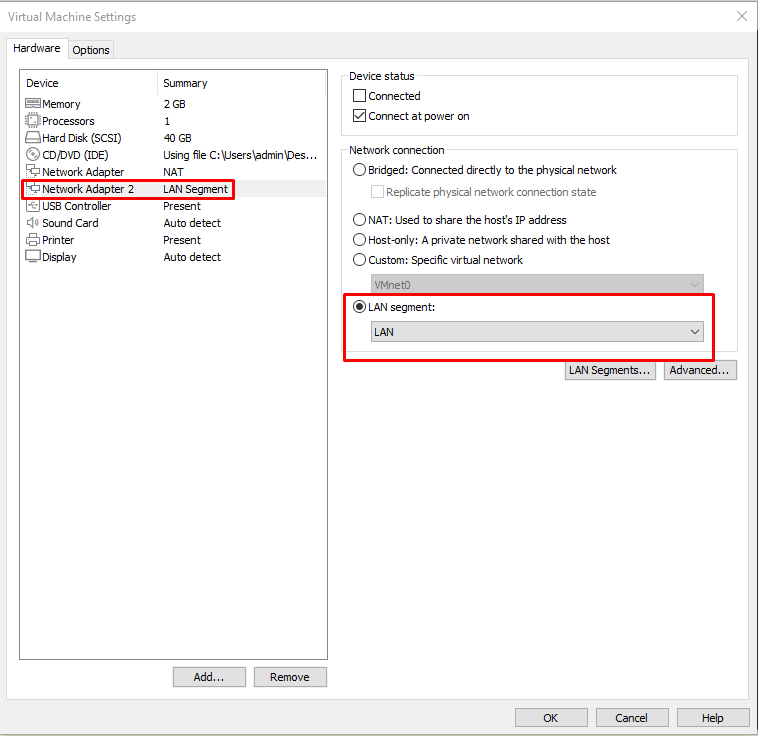 Virtual Machine Settings
Hardware
Options
Device Summary
Memory 2 GB
Processors 1
Hard Disk (SCSI) 40 GB
CD/DVD (IDE) Using file C:\Users\admin\Des...
Network Adapter NAT
Network Adapter 2 LAN Segment
USB Controller Present
Sound Card Auto detect
Printer Present
Display Auto detect
Add...
Remove
Device status
Connected
Connect at power on
Network connection
Bridged: Connected directly to the physical network
Replicate physical network connection state
NAT: Used to share the host's IP address
Host-only: A private network shared with the host
Custom: Specific virtual network
VMnet0
LAN segment:
LAN
LAN Segments...
Advanced...
OK
Cancel
Help